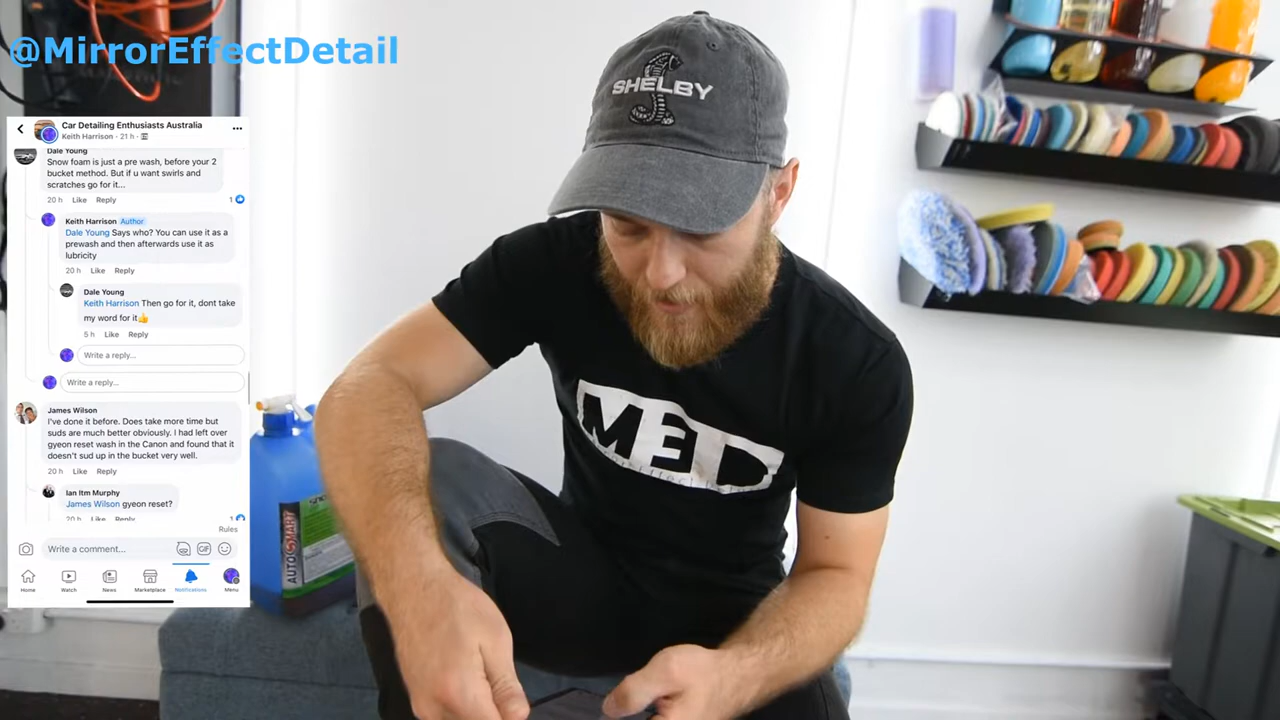 @MirrorEffectDetail
Car Detailing Enthusiasts Australia
Keith Harrison · 21 h ·
Dale Young
Snow foam is just a pre wash, before your 2
bucket method. But if u want swirls and
scratches go for it...
20 h Like Reply 1
Keith Harrison Author
Dale Young Says who? You can use it as a
prewash and then afterwards use it as
lubricity
20 h Like Reply
Dale Young
Keith Harrison Then go for it, dont take
my word for it👍
5 h Like Reply
Write a reply...
Write a reply...
James Wilson
I've done it before. Does take more time but
suds are much better obviously. I had left over
gyeon reset wash in the Canon and found that it
doesn't sud up in the bucket very well.
20 h Like Reply
Ian Itm Murphy
James Wilson gyeon reset?
20 h Like Reply 1
Rules
Write a comment...
GIF
Home Watch News Marketplace Notifications Menu
SHELBY
MED
AUTOSMART